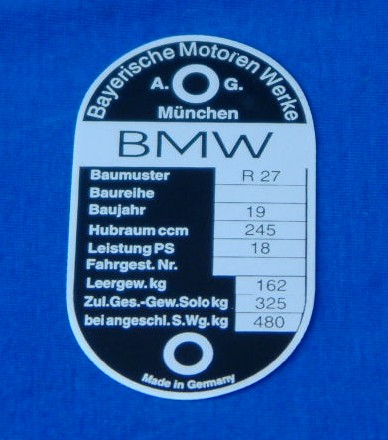 Bayerische Motoren Werke
A. G.
München
BMW
Baumuster R 27
Baureihe
Baujahr 19
Hubraum ccm 245
Leistung PS 18
Fahrgest. Nr.
Leergew. kg 162
Zul.Ges.-Gew.Solo kg 325
bei angeschl. S.Wg. kg 480
Made in Germany